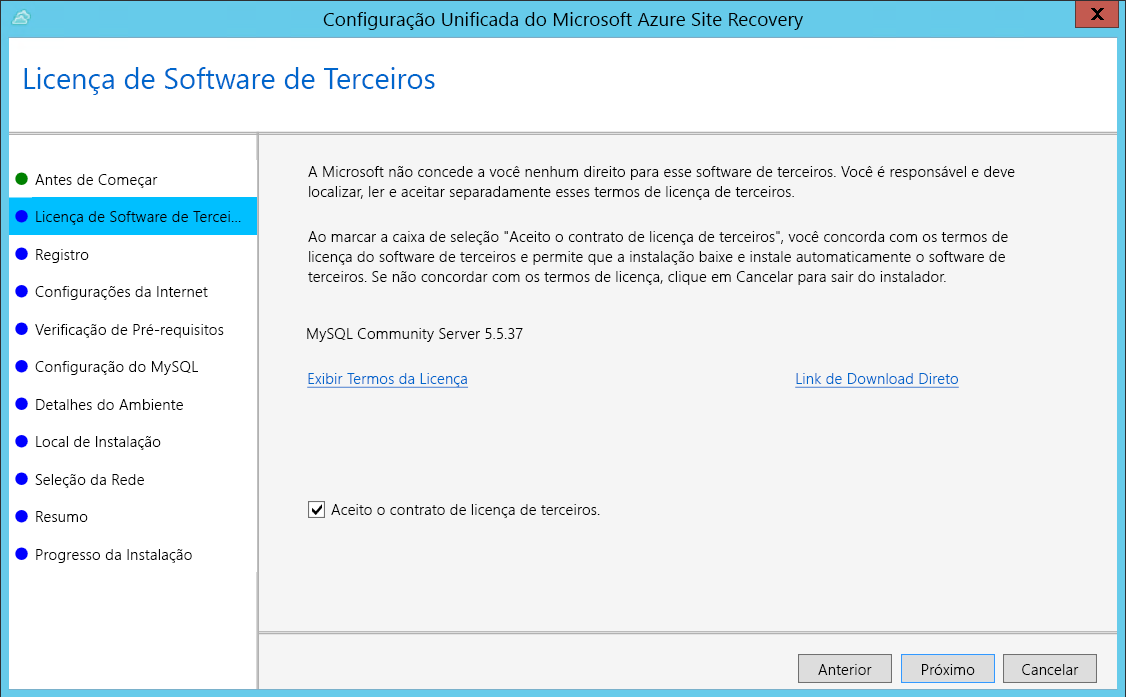 Configuração Unificada do Microsoft Azure Site Recovery
X
Licença de Software de Terceiros
Antes de Começar
Licença de Software de Tercei...
Registro
Configurações da Internet
Verificação de Pré-requisitos
Configuração do MySQL
Detalhes do Ambiente
Local de Instalação
Seleção da Rede
Resumo
Progresso da Instalação
A Microsoft não concede a você nenhum direito para esse software de terceiros. Você é responsável e deve
localizar, ler e aceitar separadamente esses termos de licença de terceiros.
Ao marcar a caixa de seleção "Aceito o contrato de licença de terceiros", você concorda com os termos de
licença do software de terceiros e permite que a instalação baixe e instale automaticamente o software de
terceiros. Se não concordar com os termos de licença, clique em Cancelar para sair do instalador.
MySQL Community Server 5.5.37
Exibir Termos da Licença
Link de Download Direto
Aceito o contrato de licença de terceiros.
Anterior
Próximo
Cancelar